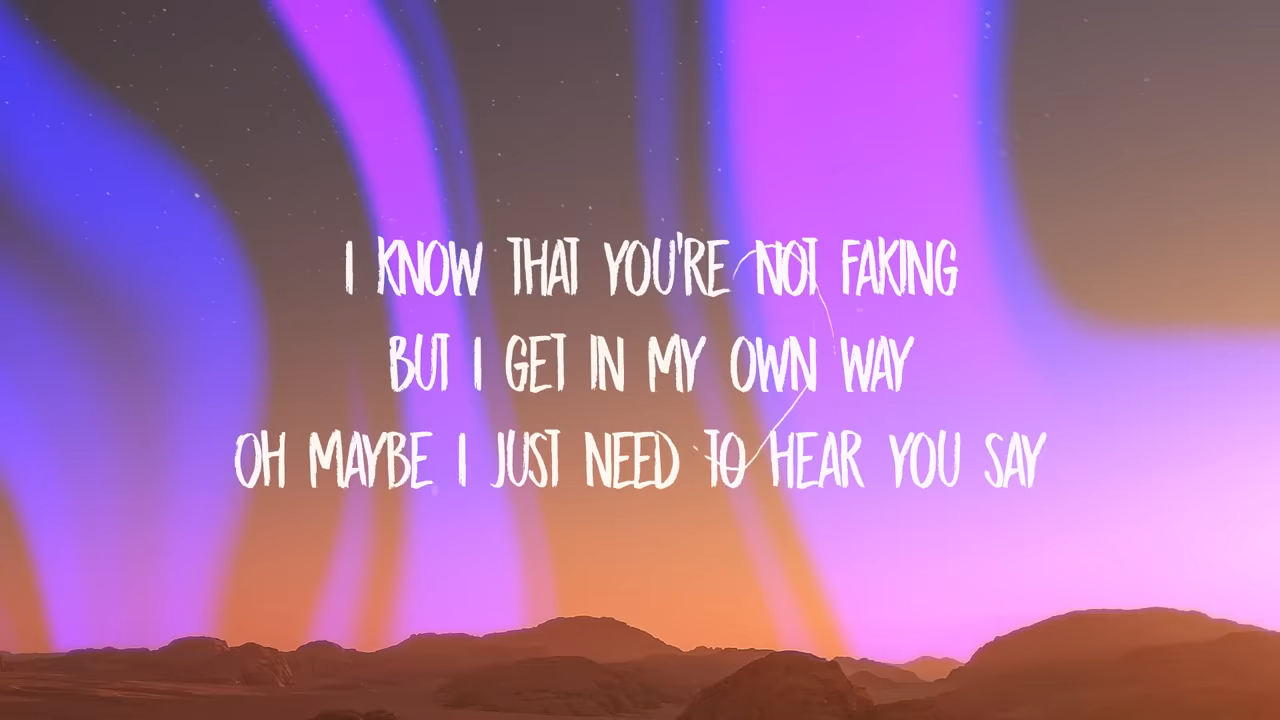 I KNOW THAT YOU'RE NOT FAKING
BUT I GET IN MY OWN WAY
OH MAYBE I JUST NEED TO HEAR YOU SAY